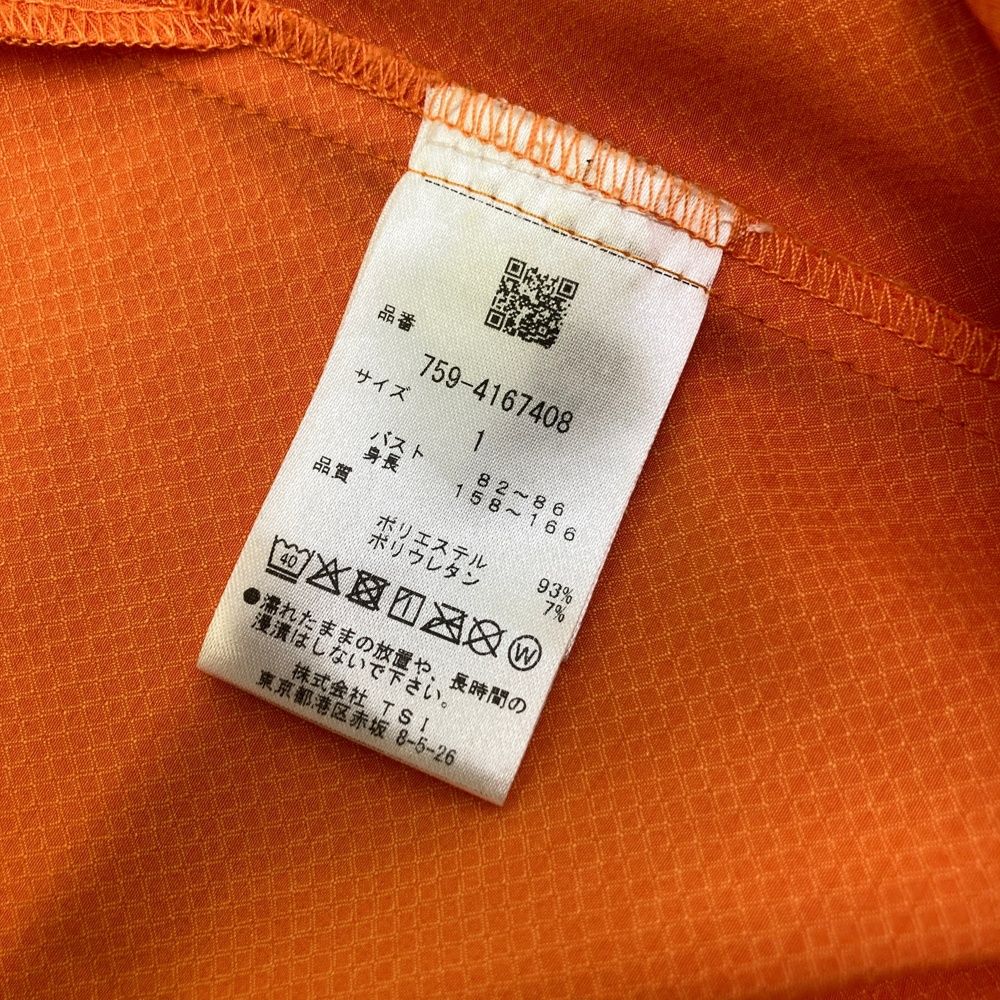 品番
759-4167408
サイズ 1
バスト 82～86
身長 158～166
品質
ポリエステル 93%
ポリウレタン 7%
40
W
●濡れたままの放置や、長時間の
浸漬はしないで下さい。
株式会社 TSI
東京都港区赤坂 8-5-26